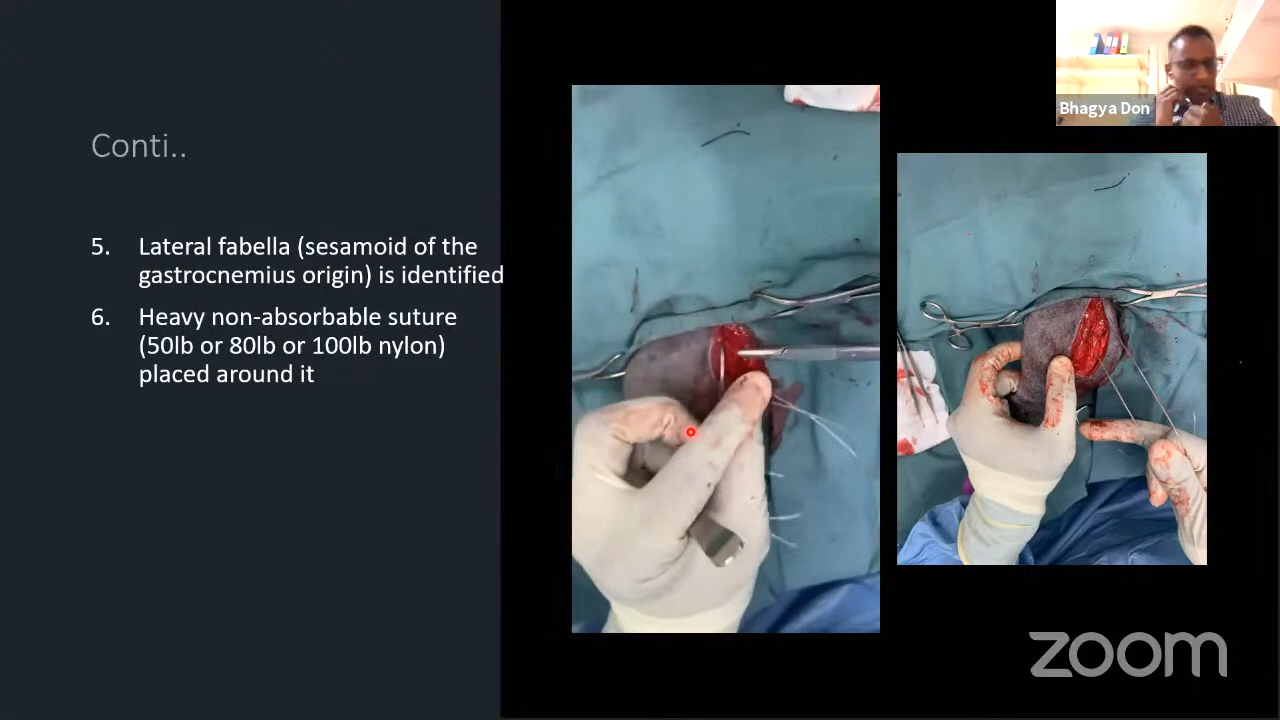 Bhagya Don
Conti..
5. Lateral fabella (sesamoid of the
gastrocnemius origin) is identified
6. Heavy non-absorbable suture
(50lb or 80lb or 100lb nylon)
placed around it
zoom